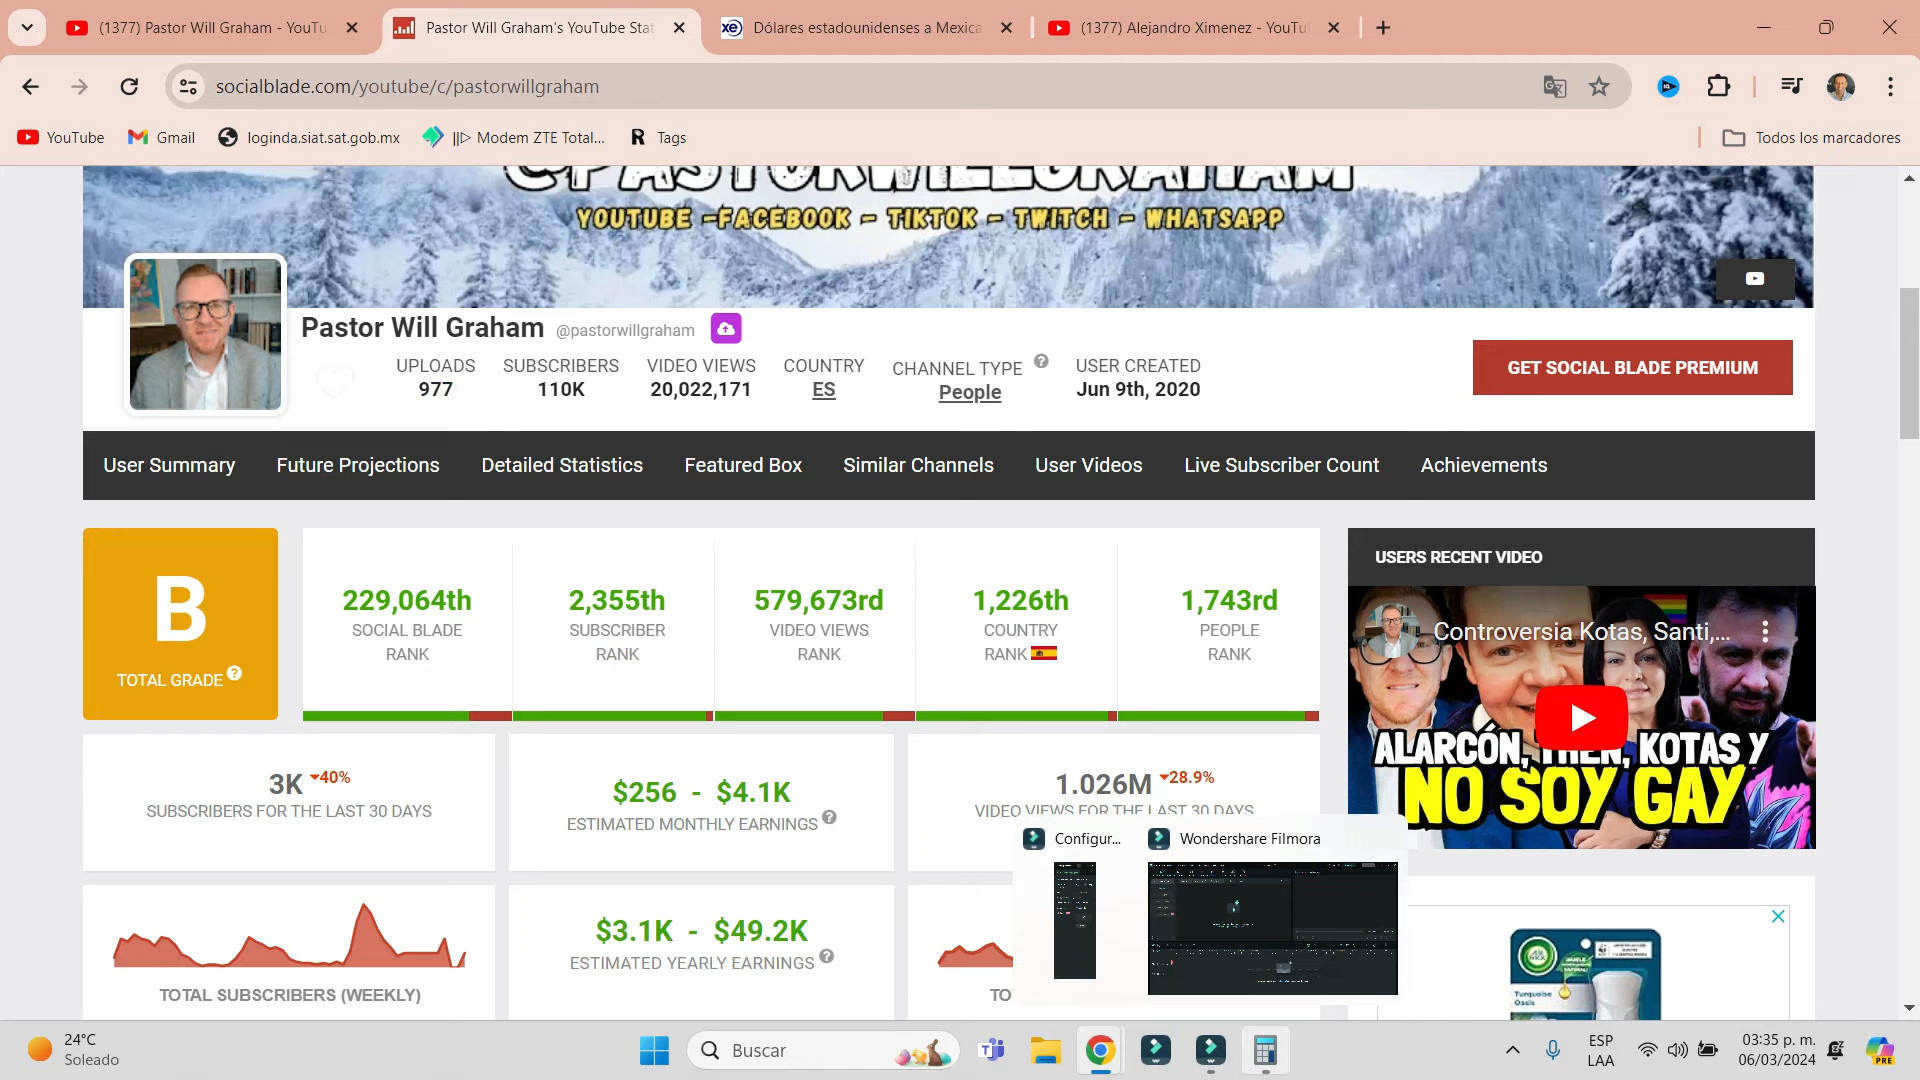 (1377) Pastor Will Graham - YouTu
Pastor Will Graham's YouTube Stat
Dólares estadounidenses a Mexica
(1377) Alejandro Ximenez - YouTu
socialblade.com/youtube/c/pastorwillgraham
YouTube
Gmail
loginda.siat.sat.gob.mx
||▷ Modem ZTE Total...
Tags
Todos los marcadores
@PASTORWILLGRAHAM
YOUTUBE –FACEBOOK – TIKTOK – TWITCH – WHATSAPP
Pastor Will Graham @pastorwillgraham
UPLOADS
977
SUBSCRIBERS
110K
VIDEO VIEWS
20,022,171
COUNTRY
ES
CHANNEL TYPE
People
USER CREATED
Jun 9th, 2020
GET SOCIAL BLADE PREMIUM
User Summary
Future Projections
Detailed Statistics
Featured Box
Similar Channels
User Videos
Live Subscriber Count
Achievements
B
TOTAL GRADE
229,064th
SOCIAL BLADE
RANK
2,355th
SUBSCRIBER
RANK
579,673rd
VIDEO VIEWS
RANK
1,226th
COUNTRY
RANK
1,743rd
PEOPLE
RANK
USERS RECENT VIDEO
Controversia Kotas, Santi,...
ALARCÓN, THEN, KOTAS Y
NO SOY GAY
3K 40%
SUBSCRIBERS FOR THE LAST 30 DAYS
$256 - $4.1K
ESTIMATED MONTHLY EARNINGS
1.026M 28.9%
VIDEO VIEWS FOR THE LAST 30 DAYS
TOTAL SUBSCRIBERS (WEEKLY)
$3.1K - $49.2K
ESTIMATED YEARLY EARNINGS
TO
Configur...
Wondershare Filmora
AIR WICK
Turquoise
Oasis
24°C
Soleado
Buscar
ESP
LAA
03:35 p. m.
06/03/2024
PRE